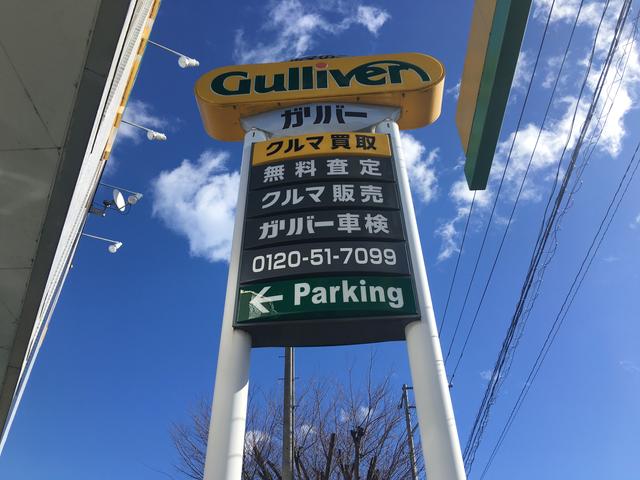 Gulliver
ガリバー
クルマ買取
無料査定
クルマ販売
ガリバー車検
0120-51-7099
← Parking